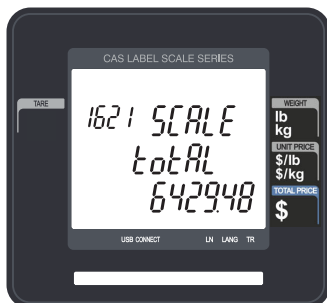 CAS LABEL SCALE SERIES
TARE
1621 SCALE
totAL
6429.48
WEIGHT
lb
kg
UNIT PRICE
$/lb
$/kg
TOTAL PRICE
$
USB CONNECT LN LANG TR